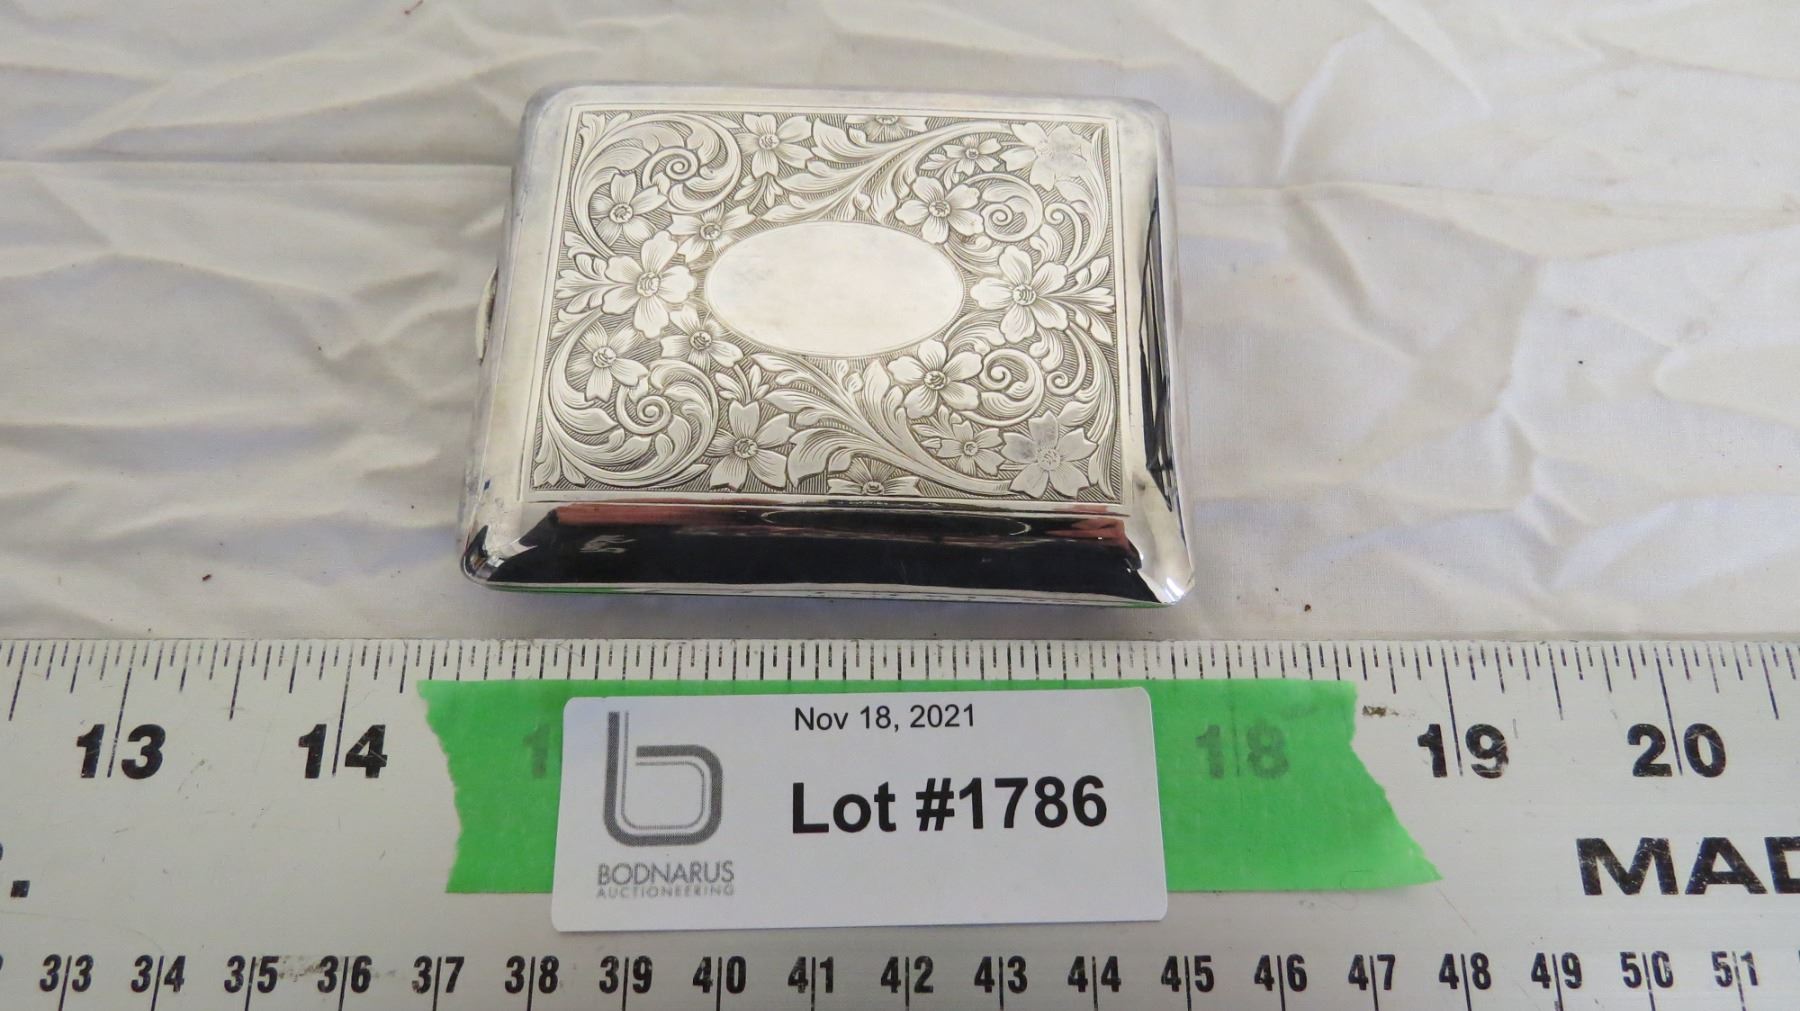 13 14 18 19 20
Nov 18, 2021
Lot #1786
BODNARUS
AUCTIONEERING
MAD
33 34 35 36 37 38 39 40 41 42 43 44 45 46 47 48 49 50 51